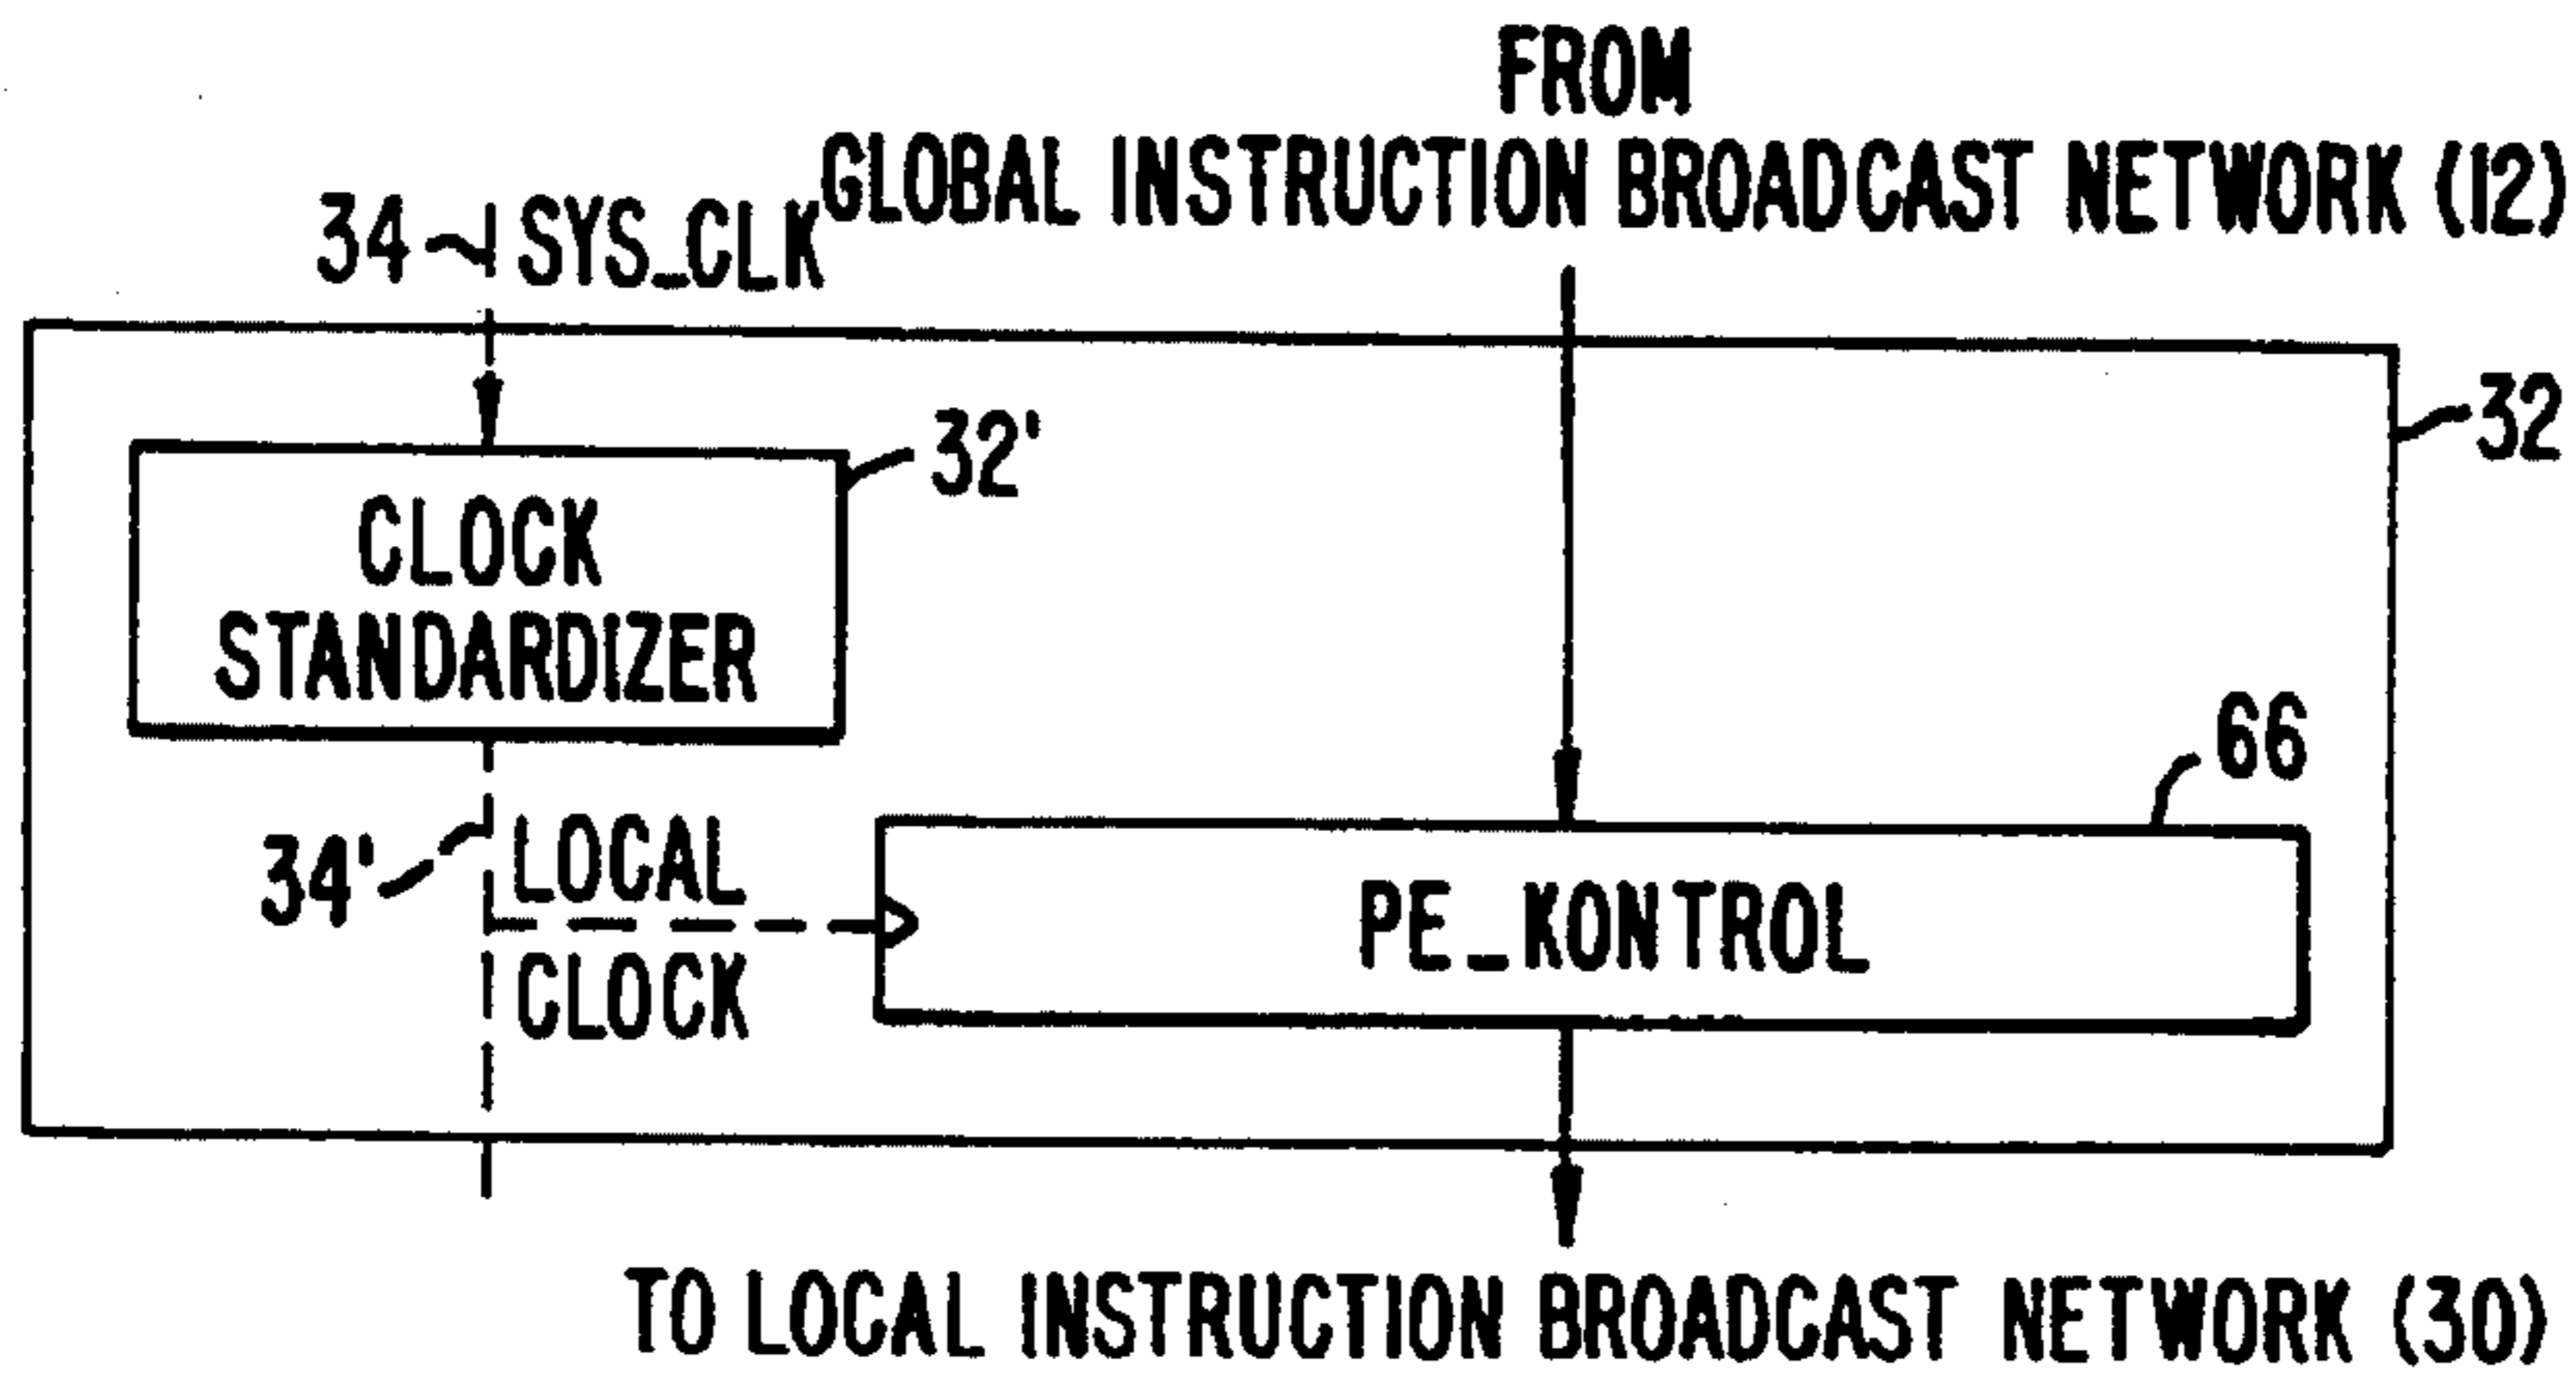 FROM
GLOBAL INSTRUCTION BROADCAST NETWORK (12)
34 SYS_CLK
32
32'
CLOCK
STANDARDIZER
66
34' LOCAL
CLOCK
PE_KONTROL
TO LOCAL INSTRUCTION BROADCAST NETWORK (30)